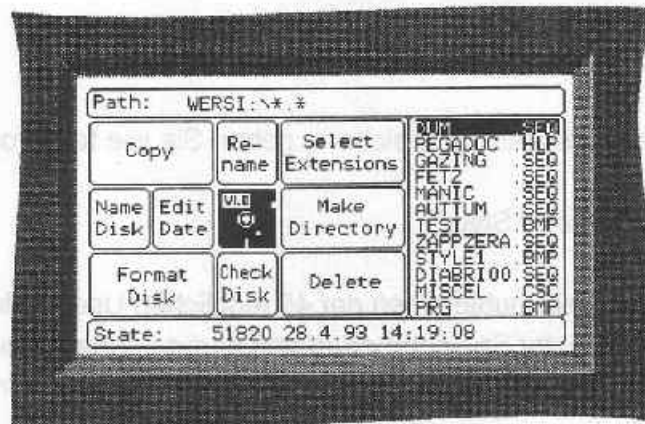 Path: WERSI:\*.*
Copy
Re-
name
Select
Extensions
Name
Disk
Edit
Date
Make
Directory
Format
Disk
Check
Disk
Delete
DUM .SEQ
PEGADOC .HLP
GAZING .SEQ
FETZ .SEQ
MANIC .SEQ
AUTTUM .SEQ
TEST .BMP
ZAPPZERA.SEQ
STYLE1 .BMP
DIABRI00.SEQ
MISCEL .CSC
PRG .BMP
State: 51820 28.4.93 14:19:08